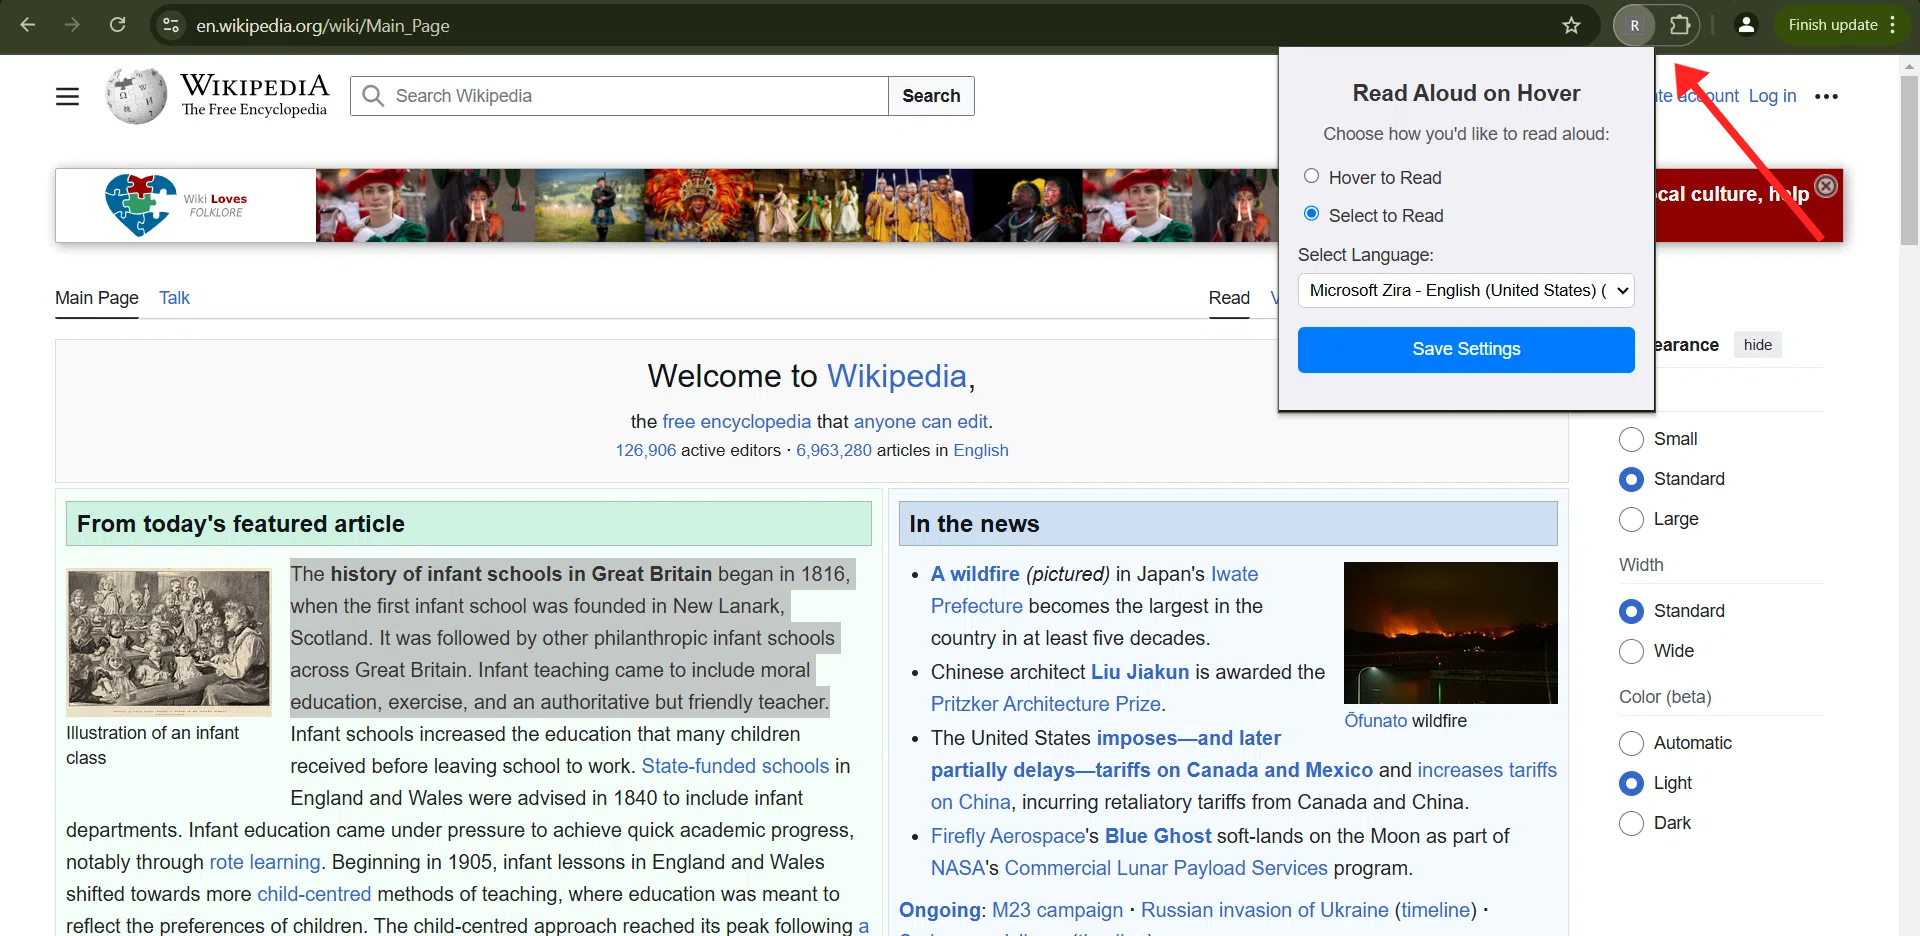 en.wikipedia.org/wiki/Main_Page
R
Finish update
WIKIPEDIA
The Free Encyclopedia
Search Wikipedia
Search
account Log in
Read Aloud on Hover
Choose how you'd like to read aloud:
Hover to Read
Select to Read
Select Language:
Microsoft Zira - English (United States) (
Save Settings
Wiki Loves
FOLKLORE
cal culture, help
Main Page Talk
Read
earance hide
Welcome to Wikipedia,
the free encyclopedia that anyone can edit.
126,906 active editors · 6,963,280 articles in English
From today's featured article
The history of infant schools in Great Britain began in 1816,
when the first infant school was founded in New Lanark,
Scotland. It was followed by other philanthropic infant schools
across Great Britain. Infant teaching came to include moral
education, exercise, and an authoritative but friendly teacher.
Infant schools increased the education that many children
received before leaving school to work. State-funded schools in
England and Wales were advised in 1840 to include infant
departments. Infant education came under pressure to achieve quick academic progress,
notably through rote learning. Beginning in 1905, infant lessons in England and Wales
shifted towards more child-centred methods of teaching, where education was meant to
reflect the preferences of children. The child-centred approach reached its peak following a
Illustration of an infant
class
In the news
• A wildfire (pictured) in Japan's Iwate
Prefecture becomes the largest in the
country in at least five decades.
• Chinese architect Liu Jiakun is awarded the
Pritzker Architecture Prize.
• The United States imposes—and later
partially delays—tariffs on Canada and Mexico and increases tariffs
on China, incurring retaliatory tariffs from Canada and China.
• Firefly Aerospace's Blue Ghost soft-lands on the Moon as part of
NASA's Commercial Lunar Payload Services program.
Ōfunato wildfire
Ongoing: M23 campaign · Russian invasion of Ukraine (timeline) ·
Small
Standard
Large
Width
Standard
Wide
Color (beta)
Automatic
Light
Dark